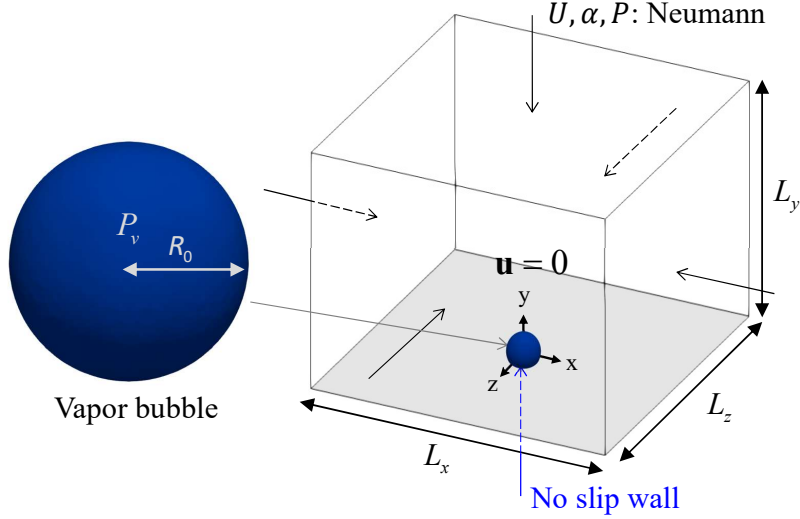 U, α, P: Neumann
L_y
P_v
R_0
u = 0
y
x
z
Vapor bubble
L_z
L_x
No slip wall